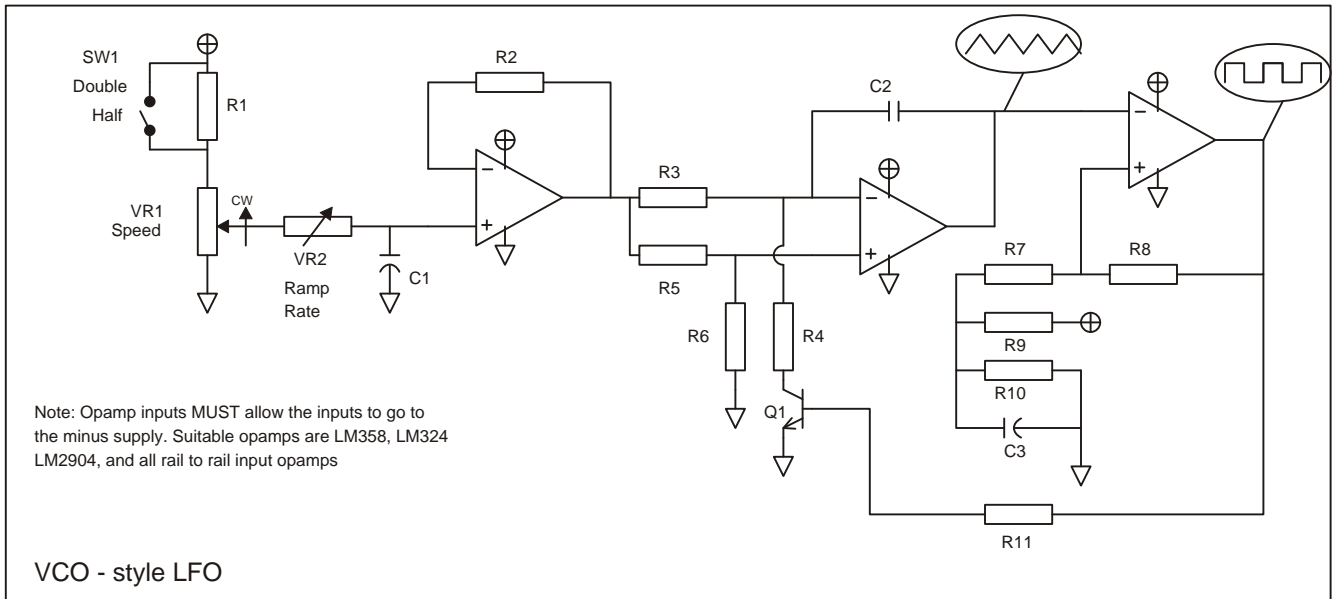 SW1
Double
Half
R1
VR1
Speed
CW
VR2
Ramp
Rate
C1
R2
R3
R5
R6
R4
Q1
C2
R7
R8
R9
R10
C3
R11
Note: Opamp inputs MUST allow the inputs to go to
the minus supply. Suitable opamps are LM358, LM324
LM2904, and all rail to rail input opamps
VCO - style LFO